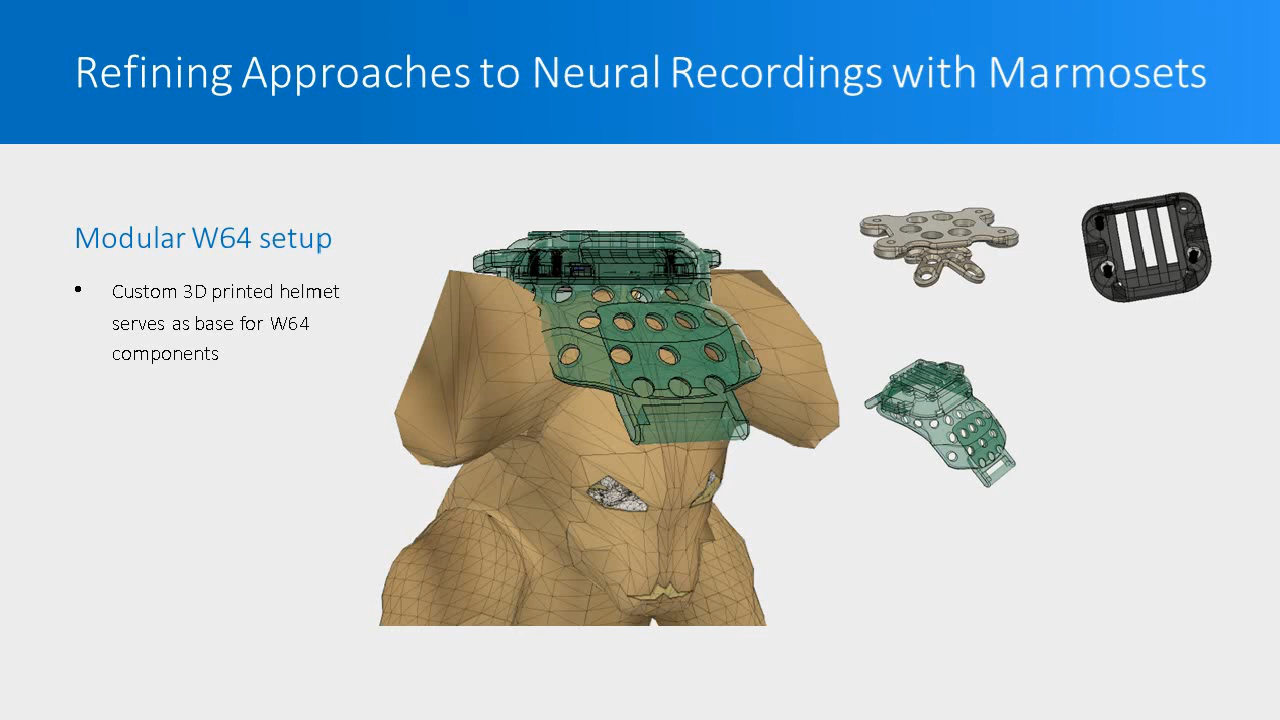 Refining Approaches to Neural Recordings with Marmosets
Modular W64 setup
• Custom 3D printed helmet
serves as base for W64
components